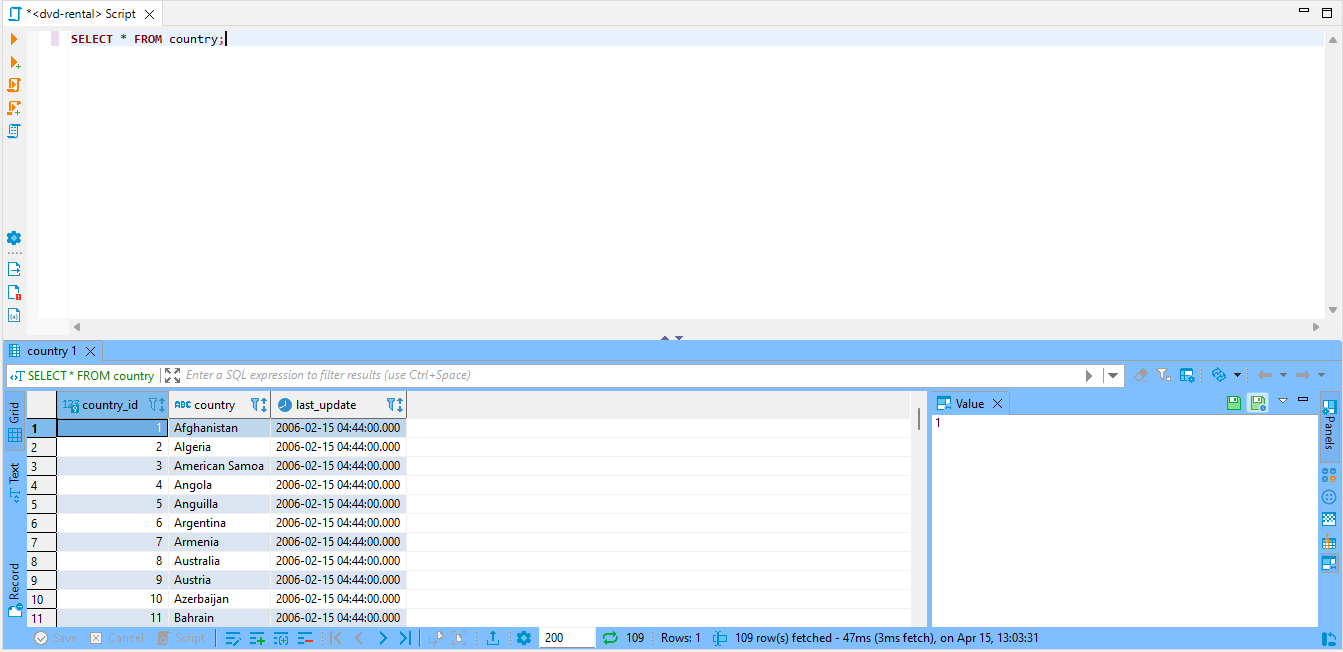 *<dvd-rental> Script
SELECT * FROM country;
country 1
SELECT * FROM country Enter a SQL expression to filter results (use Ctrl+Space)
Grid
Text
Record
123 country_id ABC country last_update
1 1 Afghanistan 2006-02-15 04:44:00.000
2 2 Algeria 2006-02-15 04:44:00.000
3 3 American Samoa 2006-02-15 04:44:00.000
4 4 Angola 2006-02-15 04:44:00.000
5 5 Anguilla 2006-02-15 04:44:00.000
6 6 Argentina 2006-02-15 04:44:00.000
7 7 Armenia 2006-02-15 04:44:00.000
8 8 Australia 2006-02-15 04:44:00.000
9 9 Austria 2006-02-15 04:44:00.000
10 10 Azerbaijan 2006-02-15 04:44:00.000
11 11 Bahrain 2006-02-15 04:44:00.000
Value
1
Panels
Save Cancel Script 200 109 Rows: 1 109 row(s) fetched - 47ms (3ms fetch), on Apr 15, 13:03:31